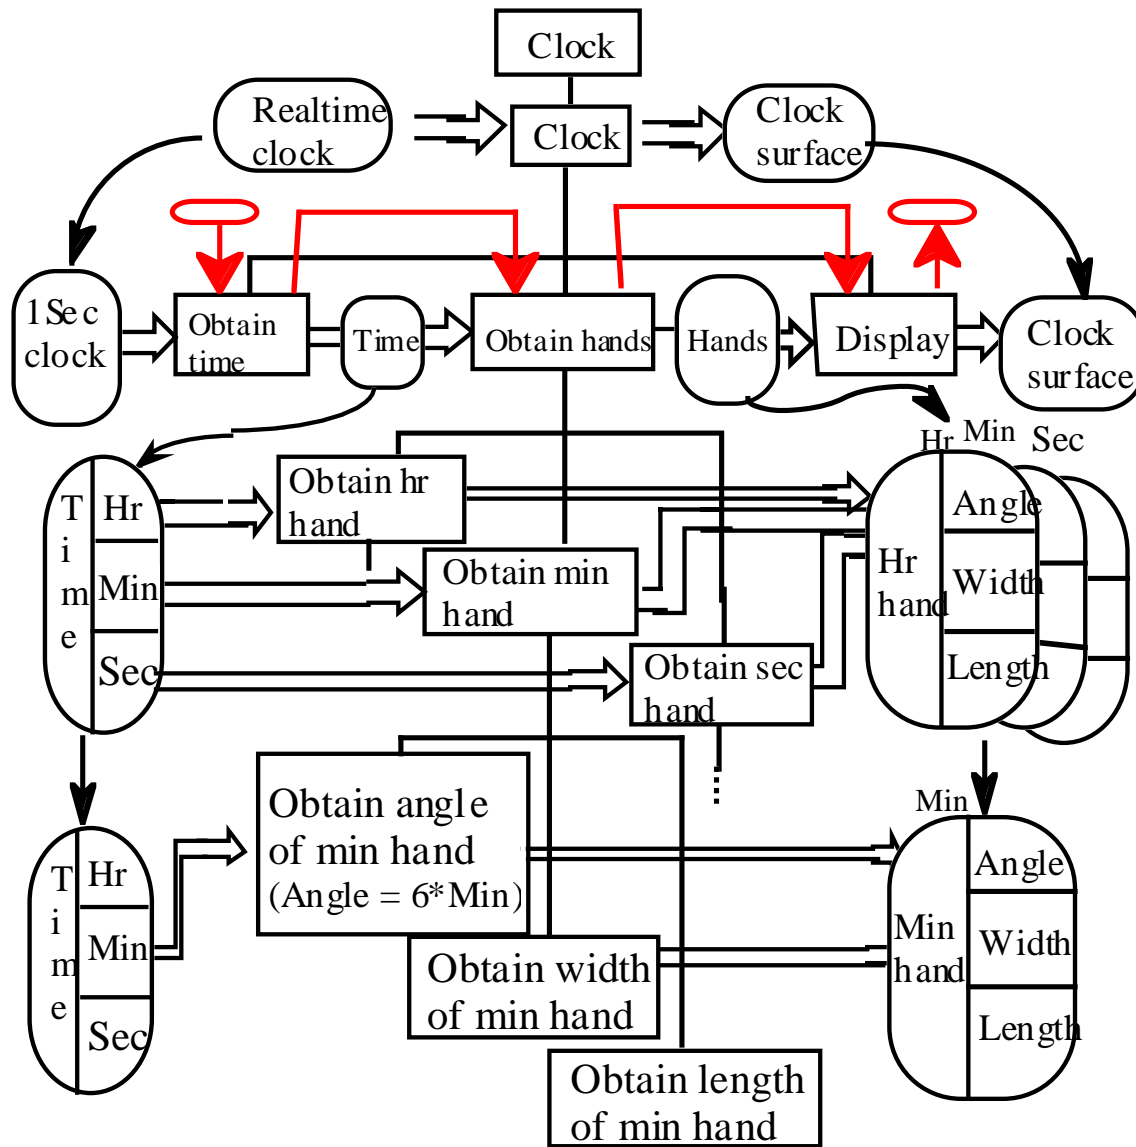 Clock
Realtime
clock
Clock
Clock
surface
1Sec
clock
Obtain
time
Time
Obtain hands
Hands
Display
Clock
surface
Hr
Min
Sec
T
i
m
e
Hr
Min
Sec
Obtain hr
hand
Obtain min
hand
Obtain sec
hand
Hr
hand
Angle
Width
Length
Min
T
i
m
e
Hr
Min
Sec
Obtain angle
of min hand
(Angle = 6*Min)
Obtain width
of min hand
Obtain length
of min hand
Min
hand
Angle
Width
Length